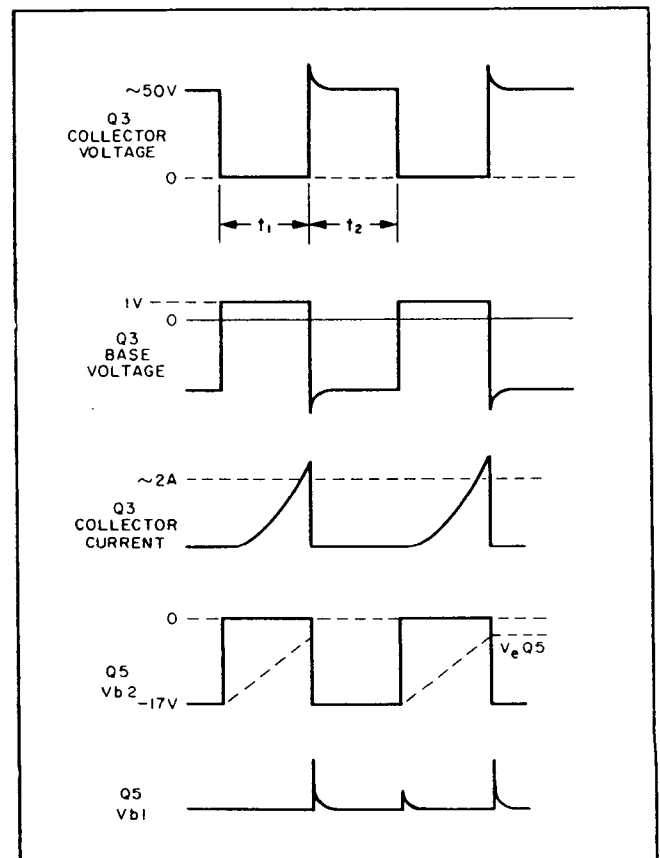 ~50V
Q3
COLLECTOR
VOLTAGE
0
t₁ t₂
1V
0
Q3
BASE
VOLTAGE
~2A
Q3
COLLECTOR
CURRENT
0
VeQ5
Q5
Vb2
-17V
Q5
Vb1